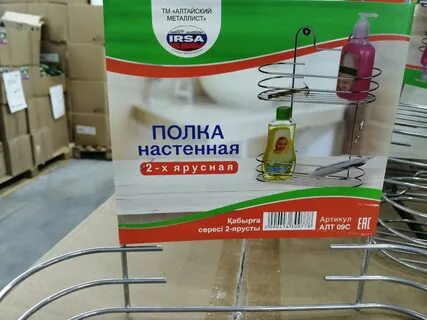 ТМ «АЛТАЙСКИЙ
МЕТАЛЛИСТ»
IRSA
ПОЛКА
настенная
2-х ярусная
Қабырға
сөресі 2-ярусты
Артикул
АЛТ 09С
EAC